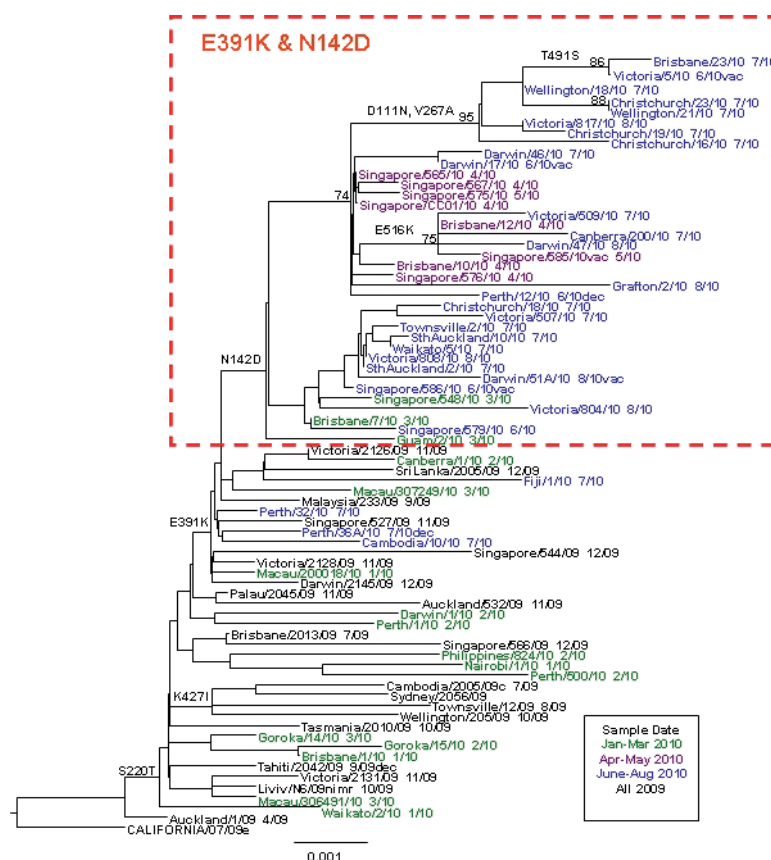 E391K & N142D
T491S
86
Brisbane/23/10 7/10
Victoria/5/10 6/10vac
Wellington/18/10 7/10
88
Christchurch/23/10 7/10
Wellington/21/10 7/10
D111N, V267A
95
Victoria/817/10 8/10
Christchurch/19/10 7/10
Christchurch/16/10 7/10
Darwin/46/10 7/10
Darwin/17/10 6/10vac
Singapore/565/10 4/10
Singapore/567/10 4/10
74
Singapore/575/10 5/10
Singapore/CC01/10 4/10
Victoria/509/10 7/10
Brisbane/12/10 4/10
E516K
75
Canberra/200/10 7/10
Darwin/47/10 8/10
Singapore/585/10vac 5/10
Brisbane/10/10 4/10
Singapore/576/10 4/10
Grafton/2/10 8/10
Perth/12/10 6/10dec
Christchurch/18/10 7/10
Victoria/507/10 7/10
Townsville/2/10 7/10
SthAuckland/10/10 7/10
Waikato/5/10 7/10
Victoria/808/10 8/10
N142D
SthAuckland/2/10 7/10
Darwin/51A/10 8/10vac
Singapore/586/10 6/10vac
Singapore/548/10 3/10
Victoria/804/10 8/10
Brisbane/7/10 3/10
Singapore/579/10 6/10
Guam/2/10 3/10
Victoria/2126/09 11/09
Canberra/1/10 2/10
SriLanka/2005/09 12/09
Fiji/1/10 7/10
Macau/307249/10 3/10
Malaysia/233/09 9/09
Perth/32/10 7/10
E391K
Singapore/527/09 11/09
Perth/36A/10 7/10dec
Cambodia/10/10 7/10
Singapore/544/09 12/09
Victoria/2128/09 11/09
Macau/200018/10 1/10
Darwin/2145/09 12/09
Palau/2045/09 11/09
Auckland/532/09 11/09
Darwin/1/10 2/10
Perth/1/10 2/10
Brisbane/2013/09 7/09
Singapore/566/09 12/09
Philippines/824/10 2/10
Nairobi/1/10 1/10
Perth/500/10 2/10
Cambodia/2005/09c 7/09
K427I
Sydney/2056/09
Townsville/12/09 8/09
Wellington/205/09 10/09
Tasmania/2010/09 10/09
Goroka/14/10 3/10
Goroka/15/10 2/10
Brisbane/1/10 1/10
S220T
Tahiti/2042/09 9/09dec
Victoria/2131/09 11/09
Liviv/N6/09nimr 10/09
Macau/306491/10 3/10
Waikato/2/10 1/10
Auckland/1/09 4/09
CALIFORNIA/07/09e
0.001
Sample Date
Jan-Mar 2010
Apr-May 2010
June-Aug 2010
All 2009